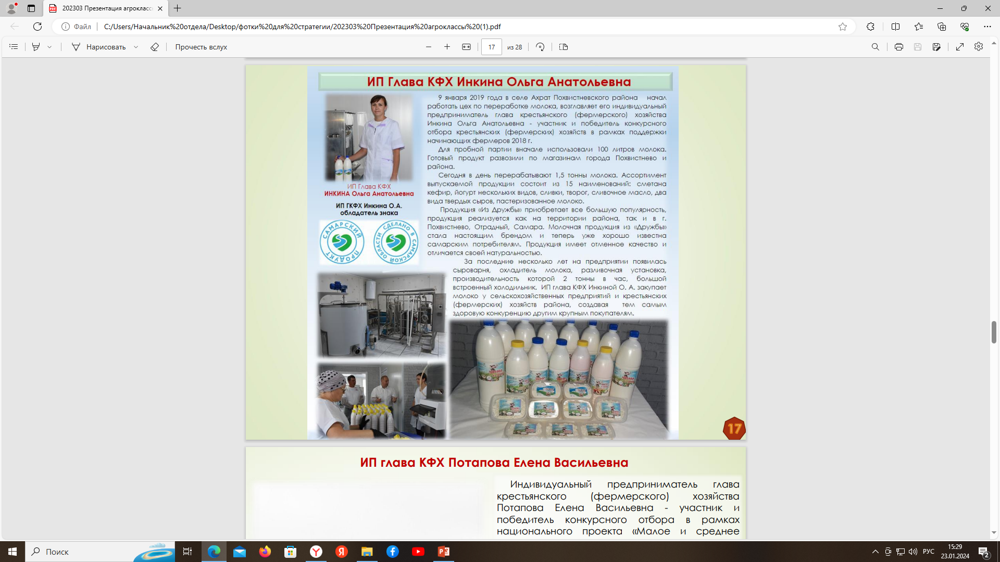 202303 Презентация агрокласс
Файл
C:/Users/Начальник%20отдела/Desktop/фотки%20для%20стратегии/202303%20Презентация%20агроклассы%20(1).pdf
Нарисовать
Прочесть вслух
17
из 28
ИП Глава КФХ Инкина Ольга Анатольевна
9 января 2019 года в селе Ахрат Похвистневского района начал
работать цех по переработке молока, возглавляет его индивидуальный
предприниматель глава крестьянского (фермерского) хозяйства
Инкина Ольга Анатольевна - участник и победитель конкурсного
отбора крестьянских (фермерских) хозяйств в рамках поддержки
начинающих фермеров 2018 г.
Для пробной партии вначале использовали 100 литров молока.
Готовый продукт развозили по магазинам города Похвистнево и
района.
Сегодня в день перерабатывают 1,5 тонны молока. Ассортимент
выпускаемой продукции состоит из 15 наименований: сметана
кефир, йогурт нескольких видов, сливки, творог, сливочное масло, два
вида твердых сыров, пастеризованное молоко.
Продукция «Из Дружбы» приобретает все большую популярность,
продукция реализуется как на территории района, так и в г.
Похвистнево, Отрадный, Самара. Молочная продукция из «Дружбы»
стала настоящим брендом и теперь уже хорошо известна
самарским потребителям. Продукция имеет отменное качество и
отличается своей натуральностью.
За последние несколько лет на предприятии появилась
сыроварня, охладитель молока, разливочная установка,
производительность которой 2 тонны в час, большой
встроенный холодильник. ИП глава КФХ Инкиной О. А. закупает
молоко у сельскохозяйственных предприятий и крестьянских
(фермерских) хозяйств района, создавая тем самым
здоровую конкуренцию другим крупным покупателям.
ИП Глава КФХ
ИНКИНА Ольга Анатольевна
ИП ГКФХ Инкина О.А.
обладатель знака
САМАРСКИЙ ПРОДУКТ
СДЕЛАНО В САМАРСКОЙ ОБЛАСТИ
17
ИП глава КФХ Потапова Елена Васильевна
Индивидуальный предприниматель глава
крестьянского (фермерского) хозяйства
Потапова Елена Васильевна - участник и
победитель конкурсного отбора в рамках
национального проекта «Малое и среднее
Поиск
РУС
15:29
23.01.2024
2